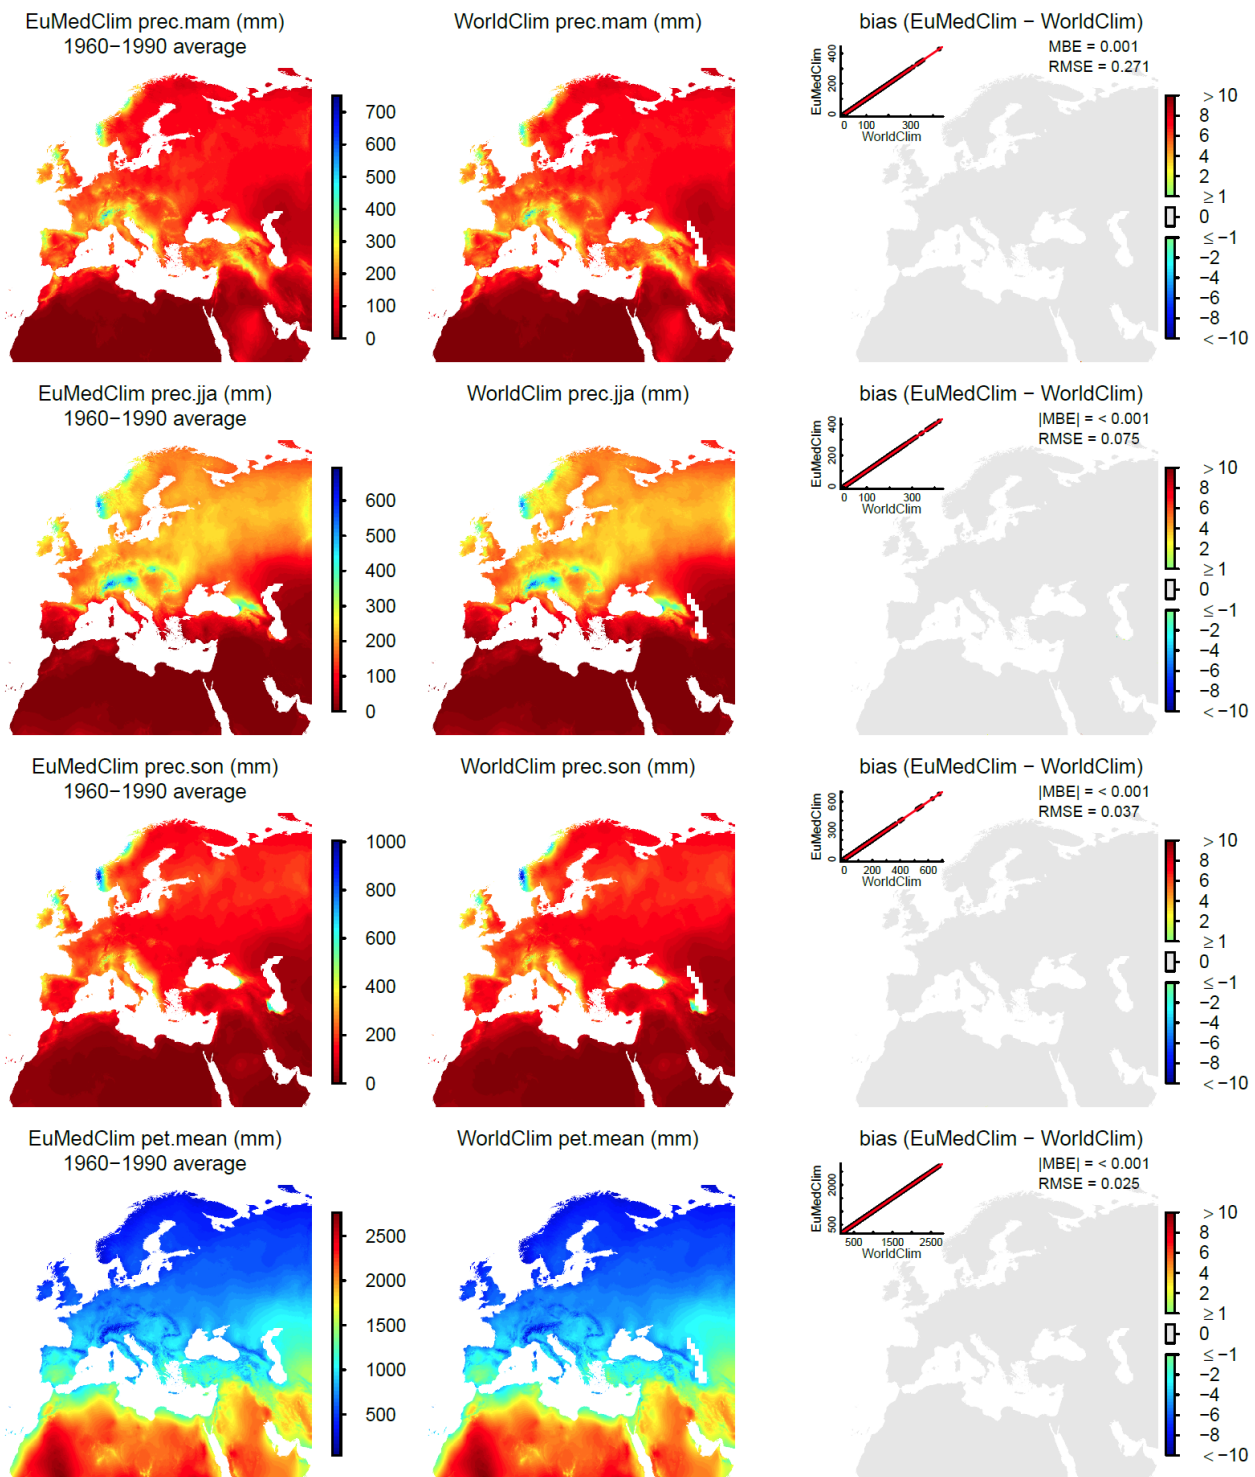 EuMedClim prec.mam (mm)
1960−1990 average
700
600
500
400
300
200
100
0
WorldClim prec.mam (mm)
bias (EuMedClim − WorldClim)
MBE = 0.001
RMSE = 0.271
EuMedClim
400
200
0
0 100 300
WorldClim
> 10
8
6
4
2
≥ 1
0
≤ −1
−2
−4
−6
−8
< −10
EuMedClim prec.jja (mm)
1960−1990 average
600
500
400
300
200
100
0
WorldClim prec.jja (mm)
bias (EuMedClim − WorldClim)
|MBE| = < 0.001
RMSE = 0.075
EuMedClim
400
200
0
0 100 300
WorldClim
> 10
8
6
4
2
≥ 1
0
≤ −1
−2
−4
−6
−8
< −10
EuMedClim prec.son (mm)
1960−1990 average
1000
800
600
400
200
0
WorldClim prec.son (mm)
bias (EuMedClim − WorldClim)
|MBE| = < 0.001
RMSE = 0.037
EuMedClim
600
300
0
0 200 400 600
WorldClim
> 10
8
6
4
2
≥ 1
0
≤ −1
−2
−4
−6
−8
< −10
EuMedClim pet.mean (mm)
1960−1990 average
2500
2000
1500
1000
500
WorldClim pet.mean (mm)
bias (EuMedClim − WorldClim)
|MBE| = < 0.001
RMSE = 0.025
EuMedClim
2000
500
500 1500 2500
WorldClim
> 10
8
6
4
2
≥ 1
0
≤ −1
−2
−4
−6
−8
< −10